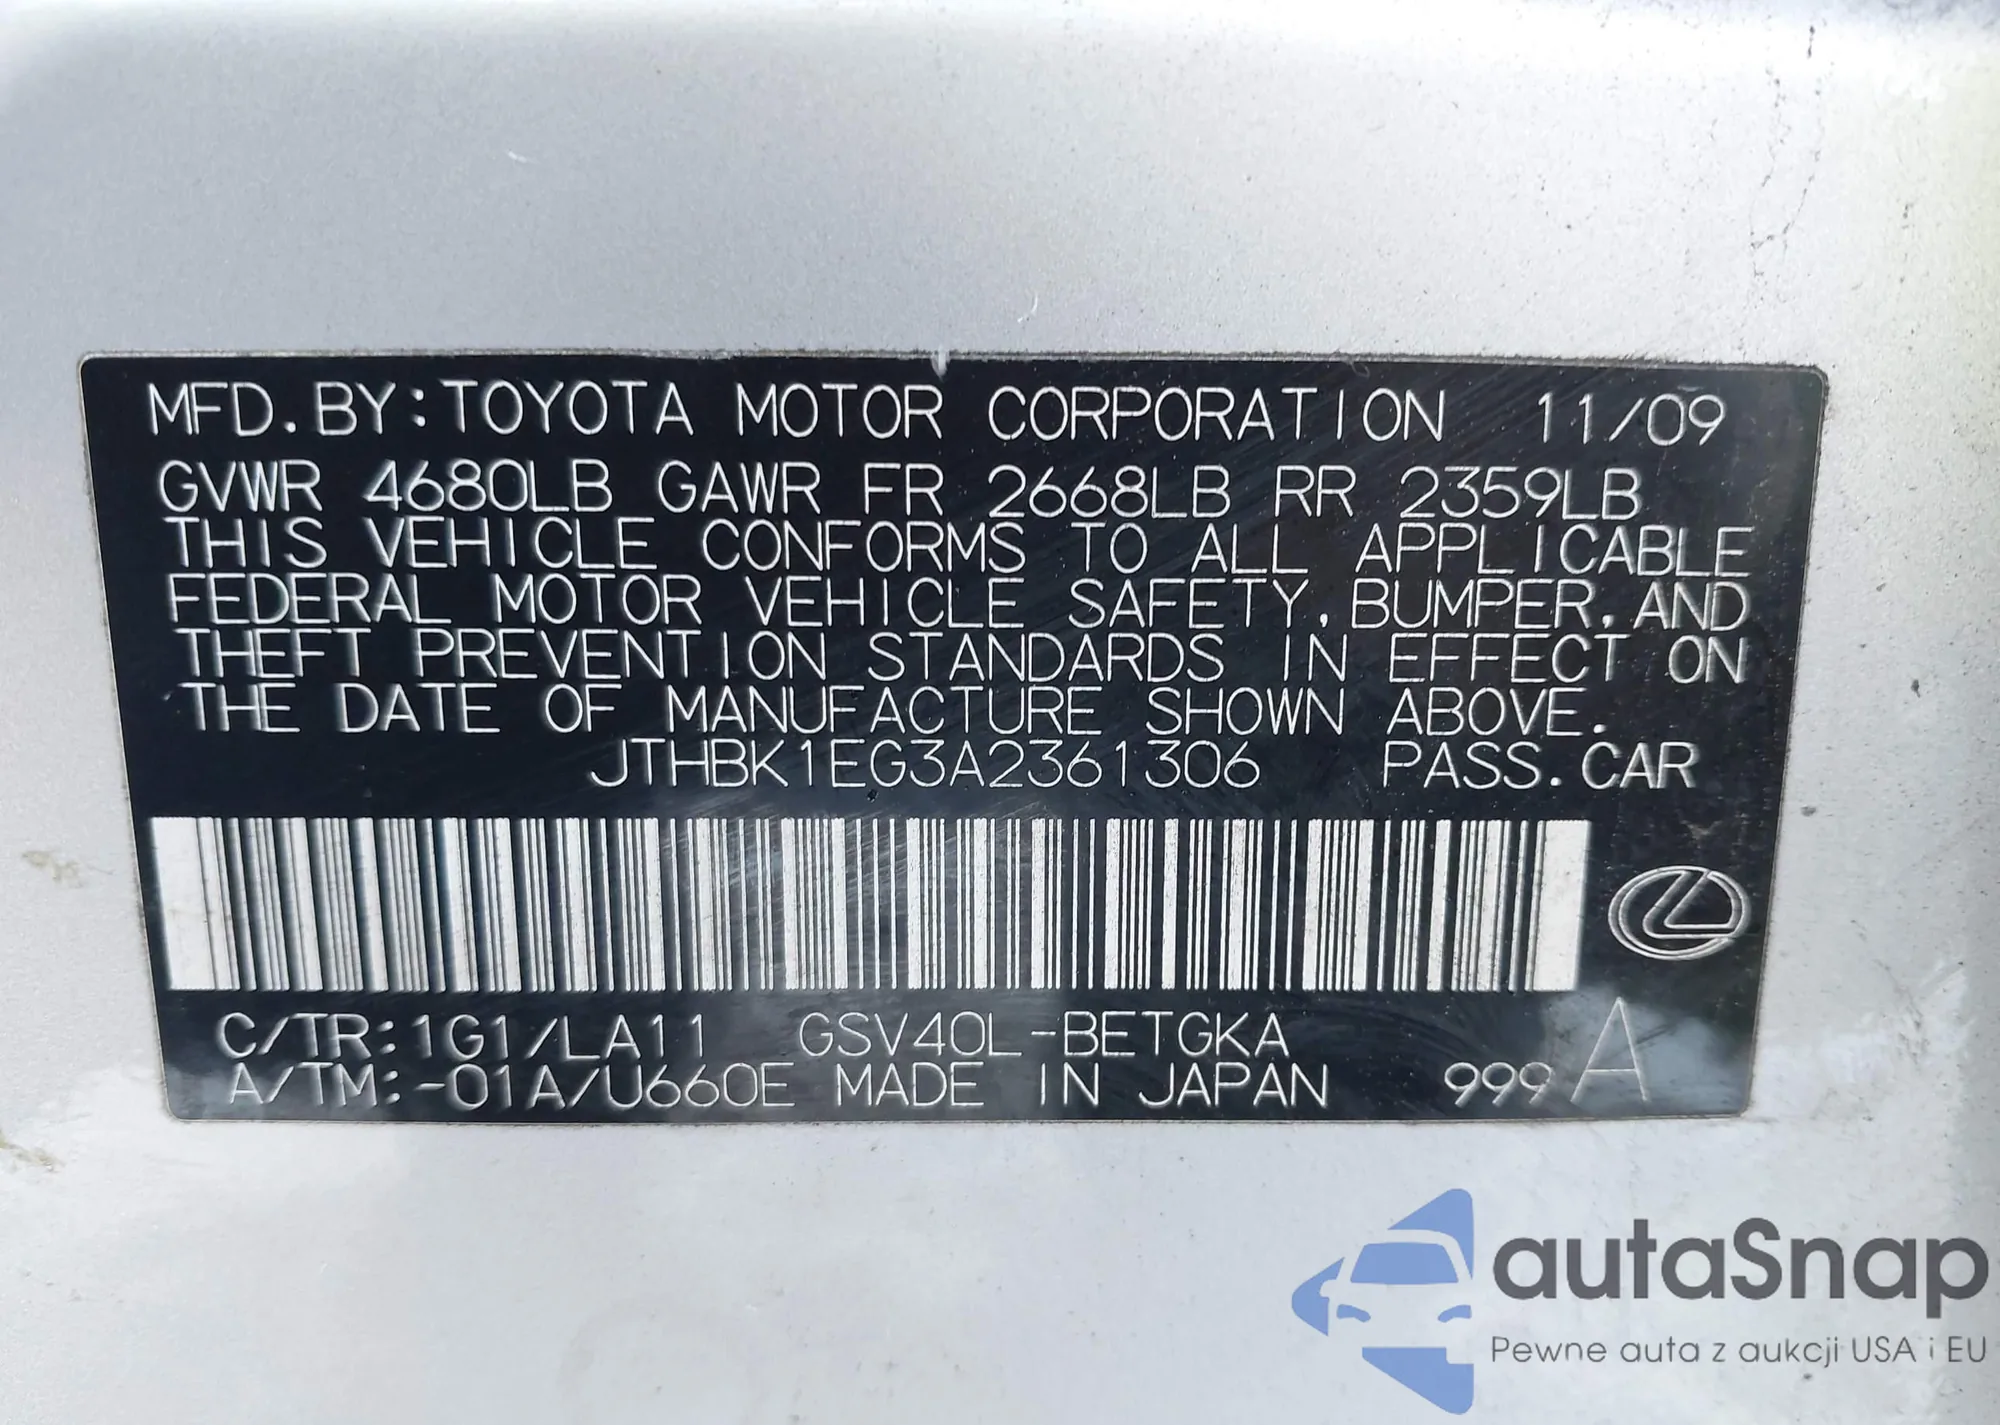 MFD. BY: TOYOTA MOTOR CORPORATION 11/09
GVWR 4680LB GAWR FR 2668LB RR 2359LB
THIS VEHICLE CONFORMS TO ALL APPLICABLE
FEDERAL MOTOR VEHICLE SAFETY, BUMPER, AND
THEFT PREVENTION STANDARDS IN EFFECT ON
THE DATE OF MANUFACTURE SHOWN ABOVE.
JTHBK1EG3A2361306 PASS. CAR
C/TR: 1G1/LA11 GSV40L-BETGKA
A/TM: -01A/U660E MADE IN JAPAN 999 A
autaSnap
Pewne auta z aukcji USA i EU